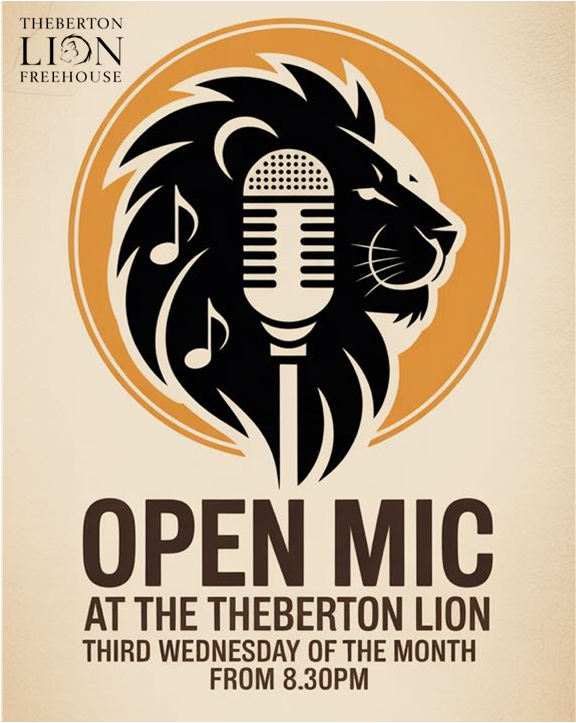 THEBERTON
LION
FREEHOUSE
OPEN MIC
AT THE THEBERTON LION
THIRD WEDNESDAY OF THE MONTH
FROM 8.30PM